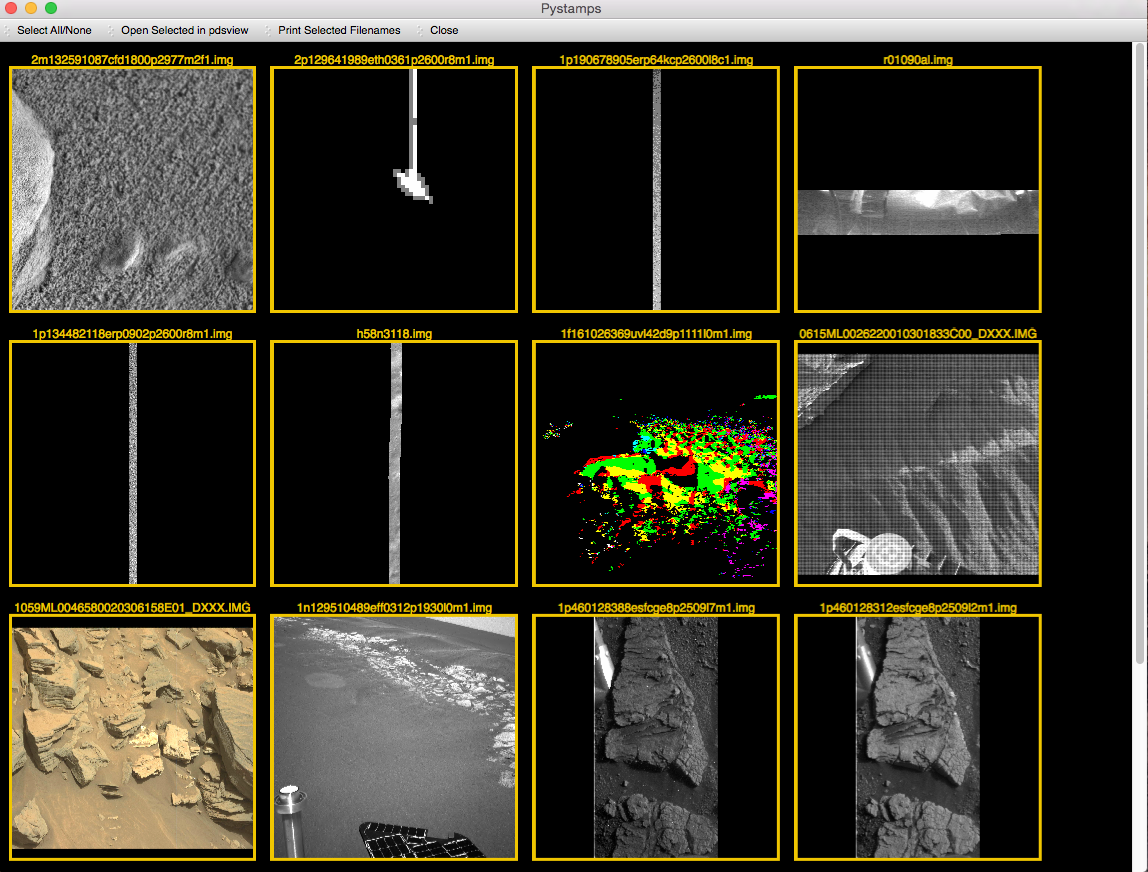 Pystamps
Select All/None Open Selected in pdsview Print Selected Filenames Close
2m132591087cfd1800p2977m2f1.img 2p129641989eth0361p2600r8m1.img 1p190678905erp64kcp2600l8c1.img r01090al.img
1p134482118erp0902p2600r8m1.img h58n3118.img 1f161026369uvl42d9p1111l0m1.img 0615ML0026220010301833C00_DXXX.IMG
1059ML0046580020306158E01_DXXX.IMG 1n129510489eff0312p1930l0m1.img 1p460128388esfcge8p2509l7m1.img 1p460128312esfcge8p2509l2m1.img